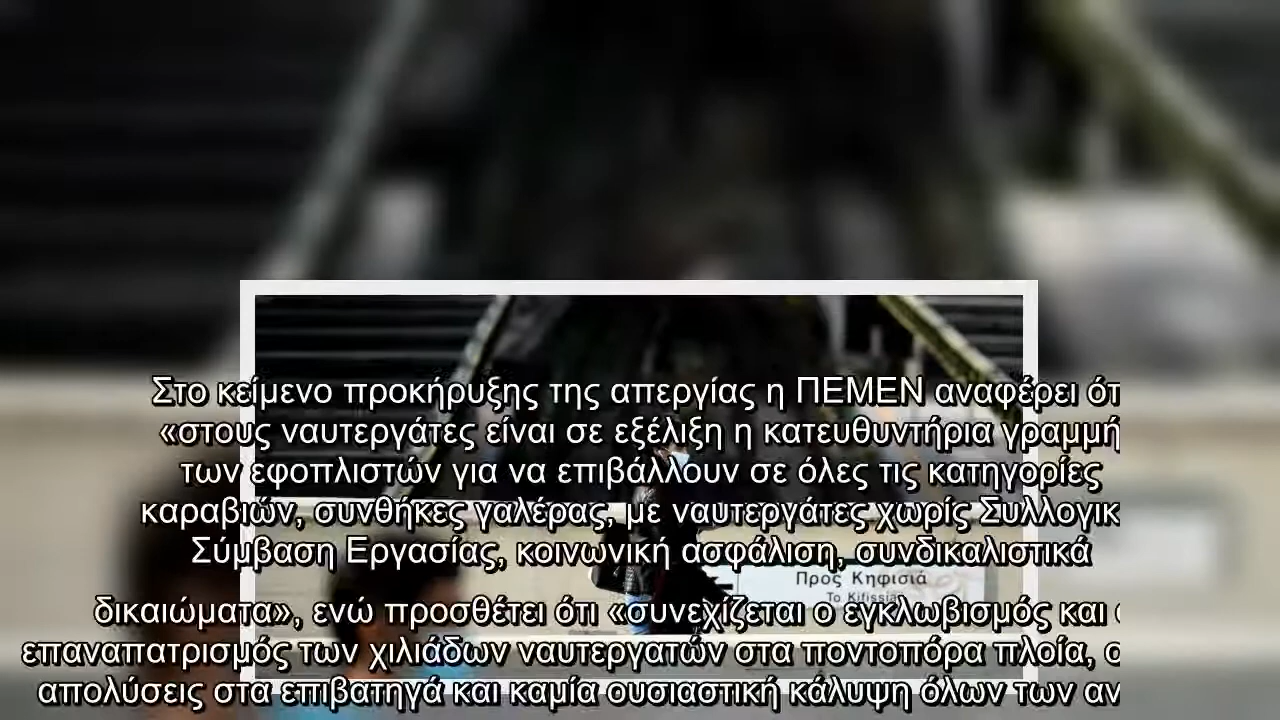 Στο κείμενο προκήρυξης της απεργίας η ΠΕΜΕΝ αναφέρει ότ
«στους ναυτεργάτες είναι σε εξέλιξη η κατευθυντήρια γραμμή
των εφοπλιστών για να επιβάλλουν σε όλες τις κατηγορίες
καραβιών, συνθήκες γαλέρας, με ναυτεργάτες χωρίς Συλλογικ
Σύμβαση Εργασίας, κοινωνική ασφάλιση, συνδικαλιστικά
Προς Κηφισιά
To Kifissia
δικαιώματα», ενώ προσθέτει ότι «συνεχίζεται ο εγκλωβισμός και
επαναπατρισμός των χιλιάδων ναυτεργατών στα ποντοπόρα πλοία,
απολύσεις στα επιβατηγά και καμία ουσιαστική κάλυψη όλων των αν